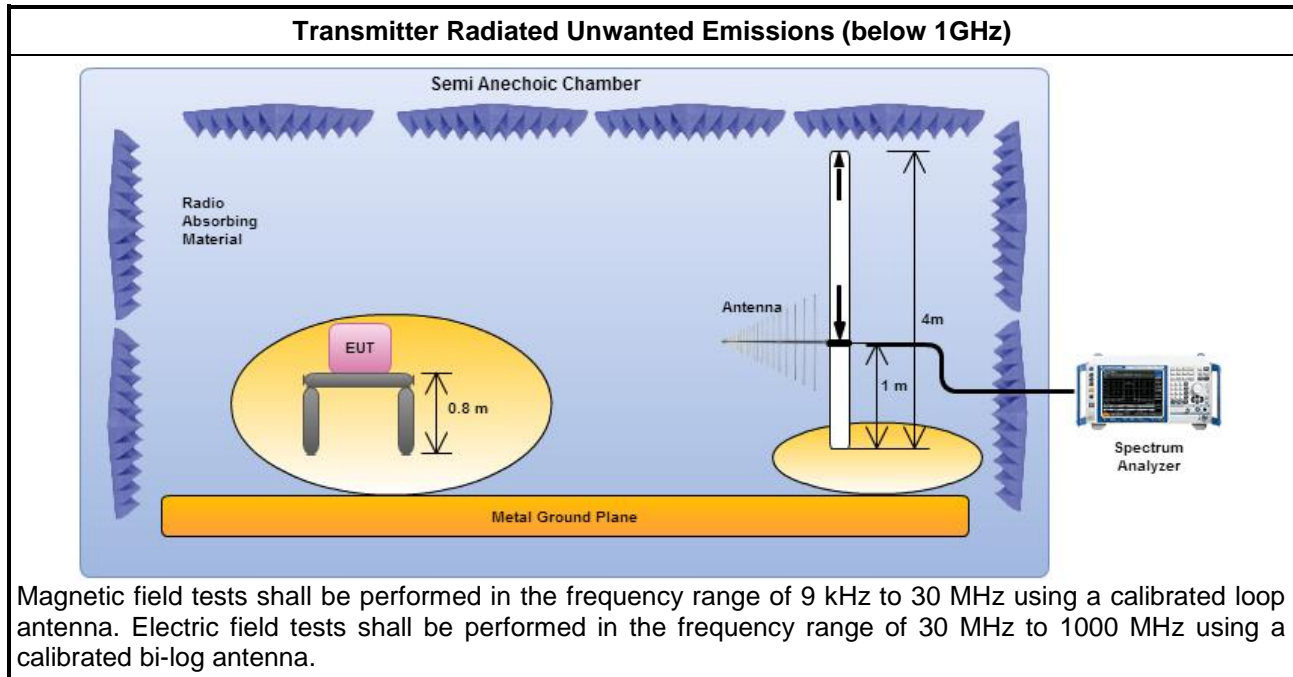 Transmitter Radiated Unwanted Emissions (below 1GHz)
Semi Anechoic Chamber
Radio
Absorbing
Material
Antenna
4m
EUT
1 m
0.8 m
Spectrum
Analyzer
Metal Ground Plane
Magnetic field tests shall be performed in the frequency range of 9 kHz to 30 MHz using a calibrated loop
antenna. Electric field tests shall be performed in the frequency range of 30 MHz to 1000 MHz using a
calibrated bi-log antenna.